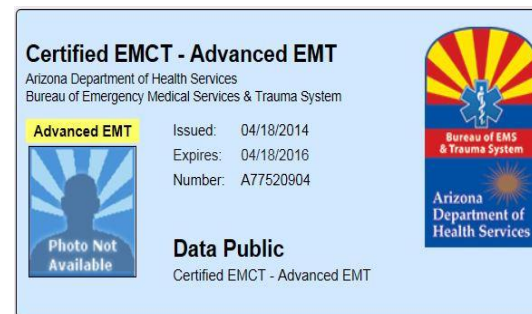 Certified EMCT - Advanced EMT
Arizona Department of Health Services
Bureau of Emergency Medical Services & Trauma System
Advanced EMT
Issued: 04/18/2014
Expires: 04/18/2016
Number: A77520904
Photo Not
Available
Data Public
Certified EMCT - Advanced EMT
Bureau of EMS
& Trauma System
Arizona
Department of
Health Services